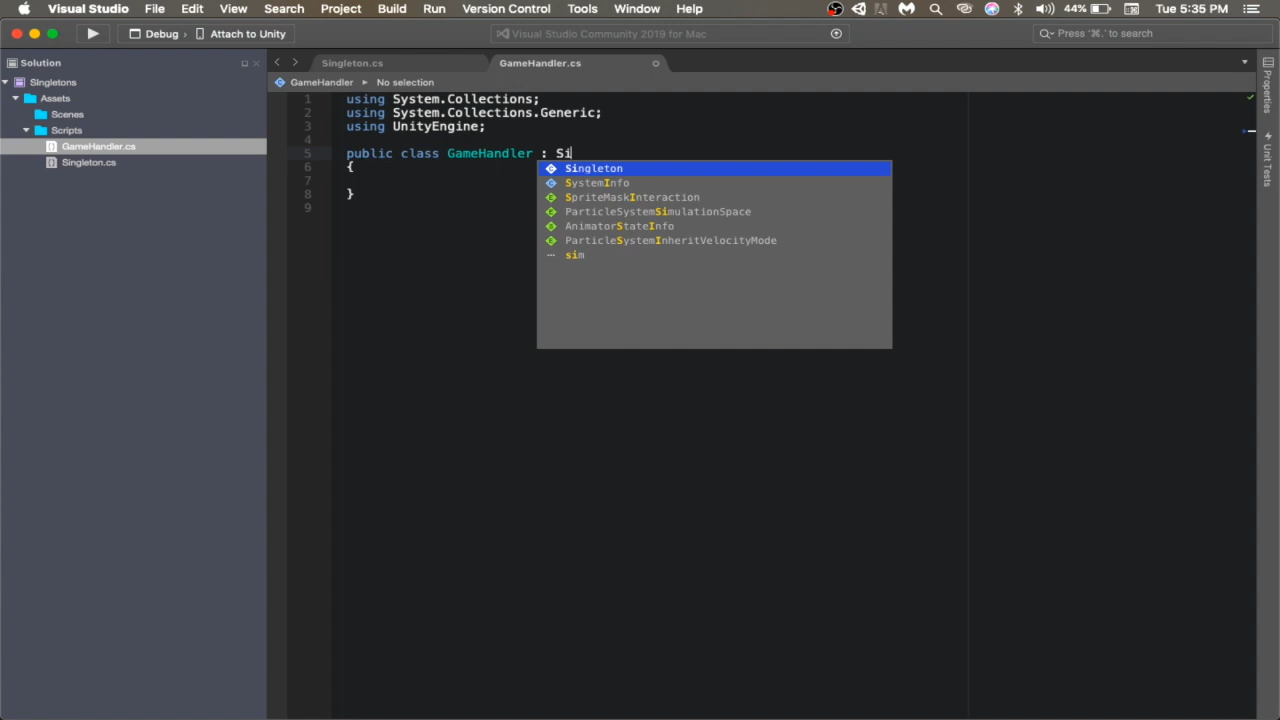 Visual Studio File Edit View Search Project Build Run Version Control Tools Window Help 44% Tue 5:35 PM
Debug › Attach to Unity Visual Studio Community 2019 for Mac Press '⌘.' to search
Solution
SIngletons
Assets
Scenes
Scripts
GameHandler.cs
Singleton.cs
Singleton.cs GameHandler.cs
GameHandler No selection
1 using System.Collections;
2 using System.Collections.Generic;
3 using UnityEngine;
4
5 public class GameHandler : Si
6 {
7
8 }
9
Singleton
SystemInfo
SpriteMaskInteraction
ParticleSystemSimulationSpace
AnimatorStateInfo
ParticleSystemInheritVelocityMode
sim
Properties
Unit Tests